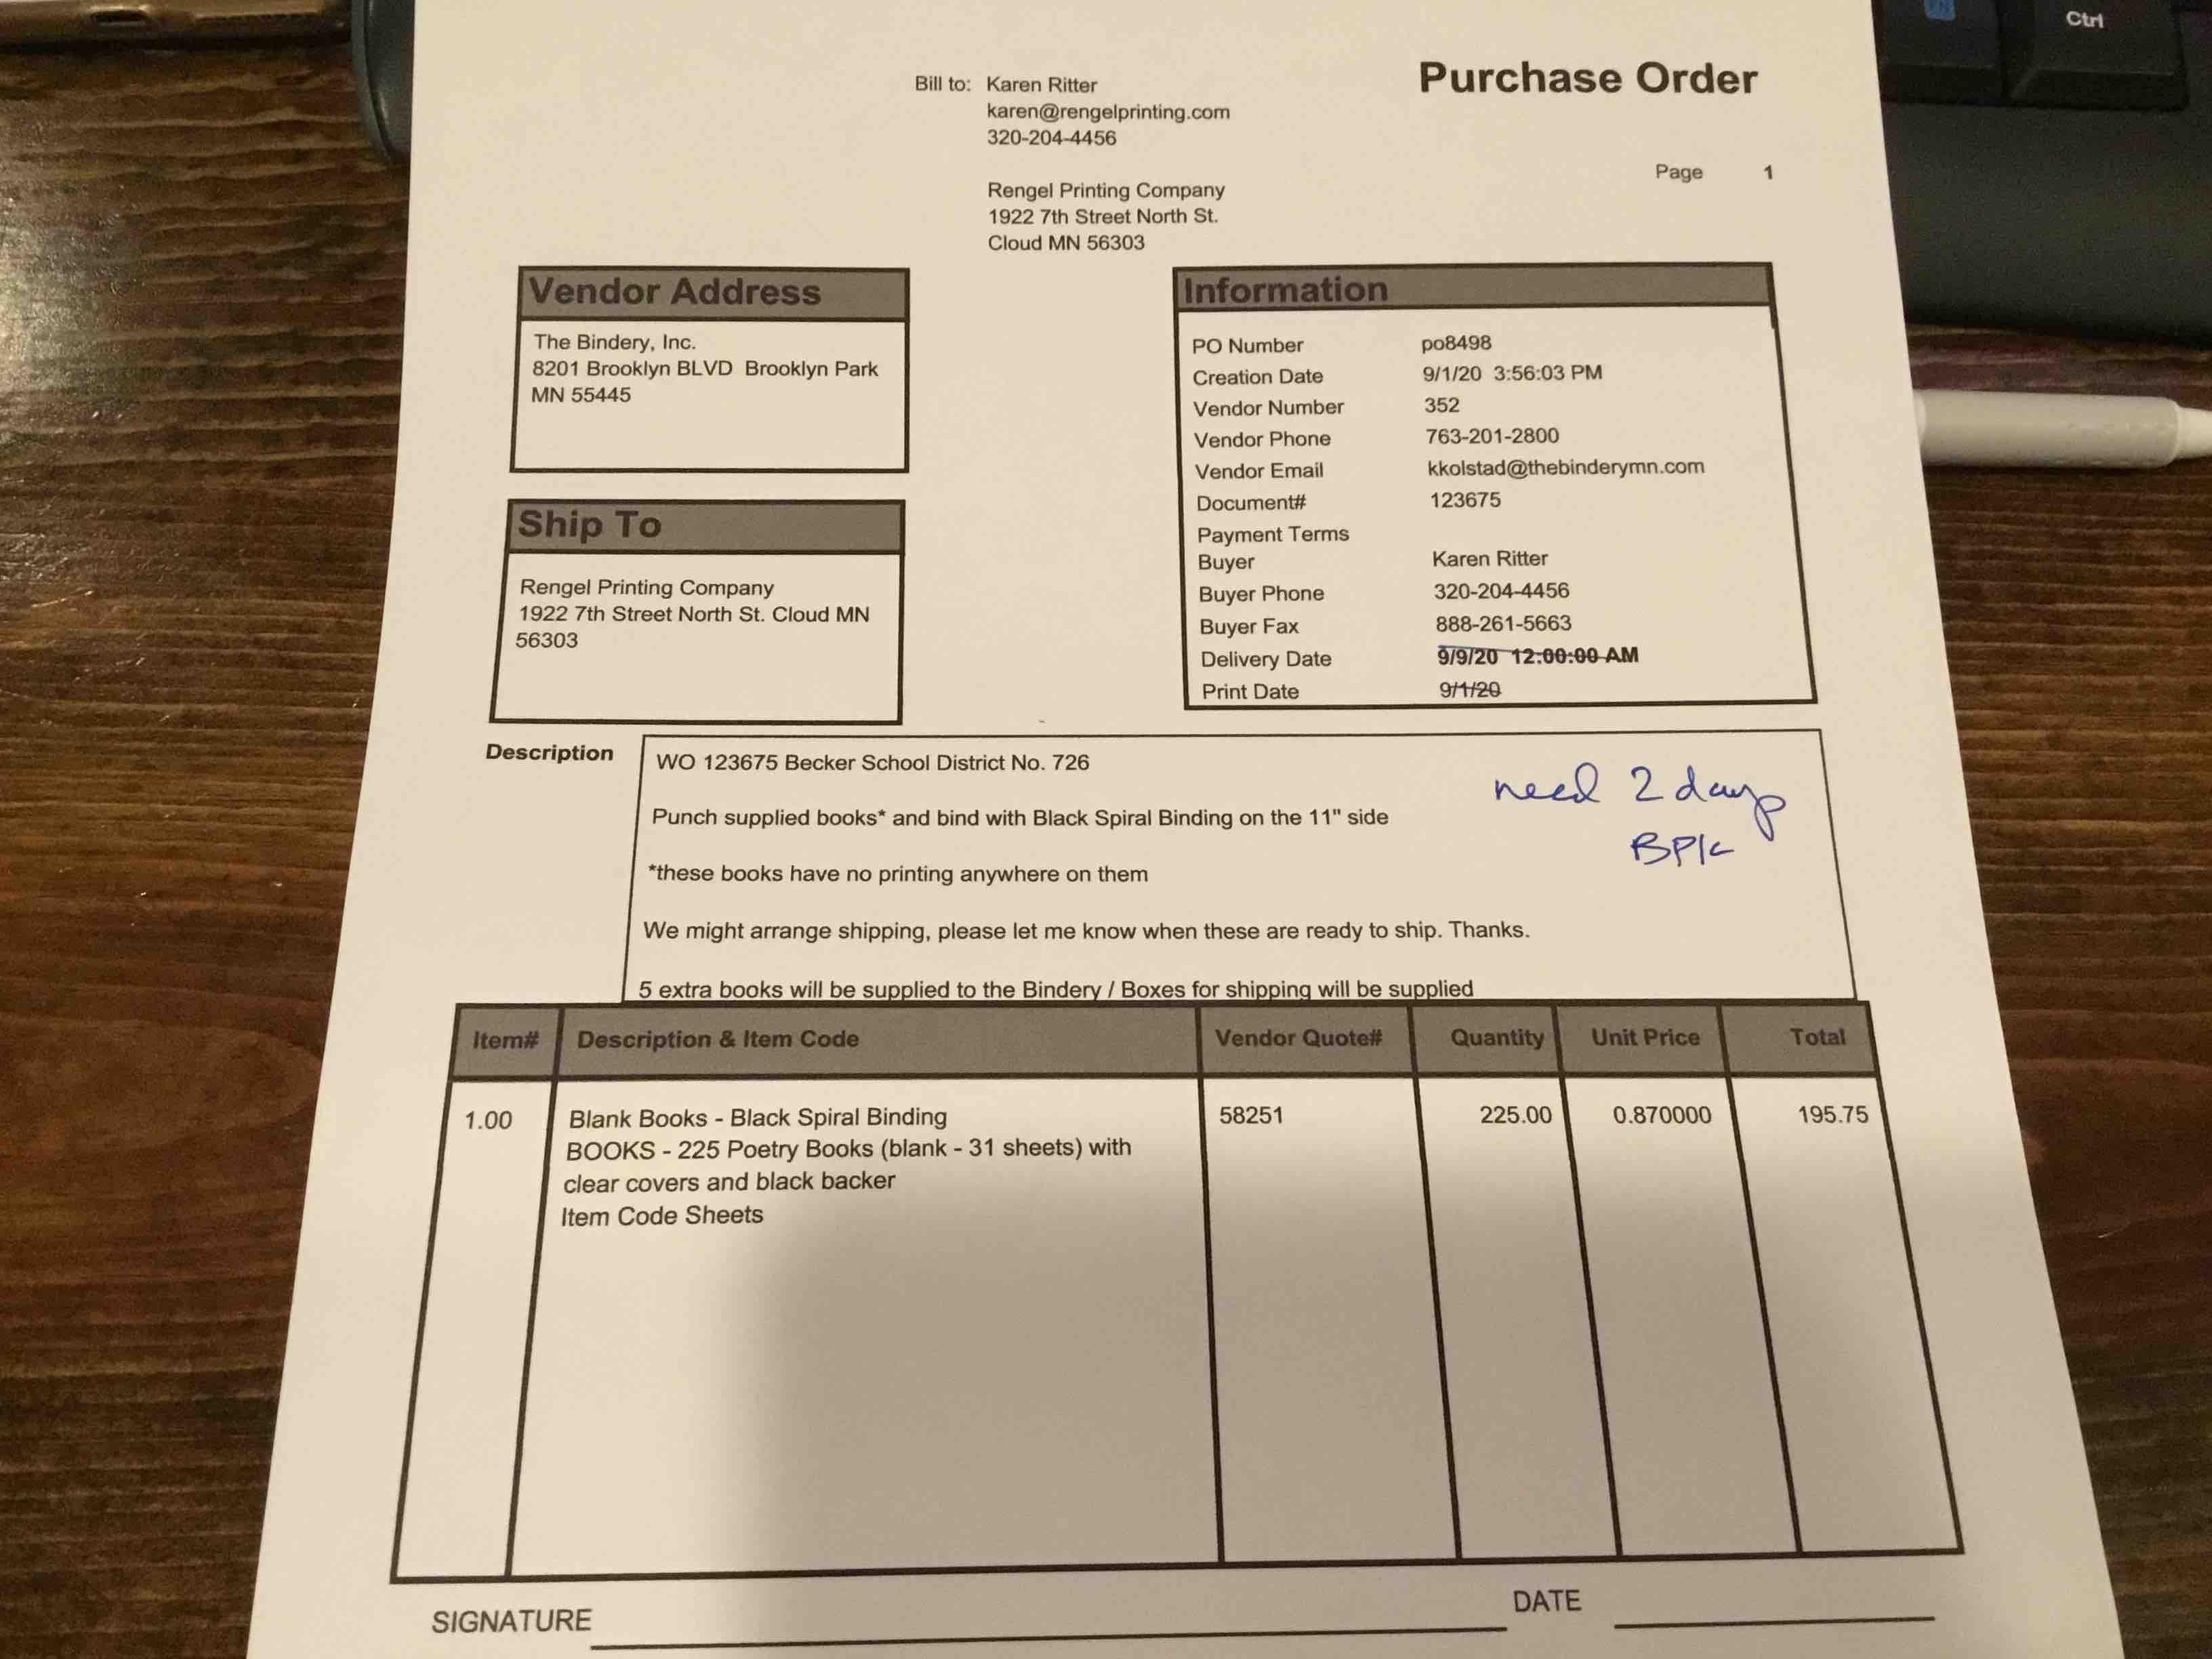 Ctrl
Purchase Order
Bill to: Karen Ritter
karen@rengelprinting.com
320-204-4456
Page 1
Rengel Printing Company
1922 7th Street North St.
Cloud MN 56303
Vendor Address
The Bindery, Inc.
8201 Brooklyn BLVD Brooklyn Park
MN 55445
Ship To
Rengel Printing Company
1922 7th Street North St. Cloud MN
56303
Information
PO Number po8498
Creation Date 9/1/20 3:56:03 PM
Vendor Number 352
Vendor Phone 763-201-2800
Vendor Email kkolstad@thebinderymn.com
Document# 123675
Payment Terms
Buyer Karen Ritter
Buyer Phone 320-204-4456
Buyer Fax 888-261-5663
Delivery Date 9/9/20 12:00:00 AM
Print Date 9/1/20
Description
WO 123675 Becker School District No. 726
Punch supplied books* and bind with Black Spiral Binding on the 11" side
*these books have no printing anywhere on them
We might arrange shipping, please let me know when these are ready to ship. Thanks.
5 extra books will be supplied to the Bindery / Boxes for shipping will be supplied
need 2 days
Item# Description & Item Code Vendor Quote# Quantity Unit Price Total
1.00 Blank Books - Black Spiral Binding 58251 225.00 0.870000 195.75
BOOKS - 225 Poetry Books (blank - 31 sheets) with
clear covers and black backer
Item Code Sheets
SIGNATURE DATE